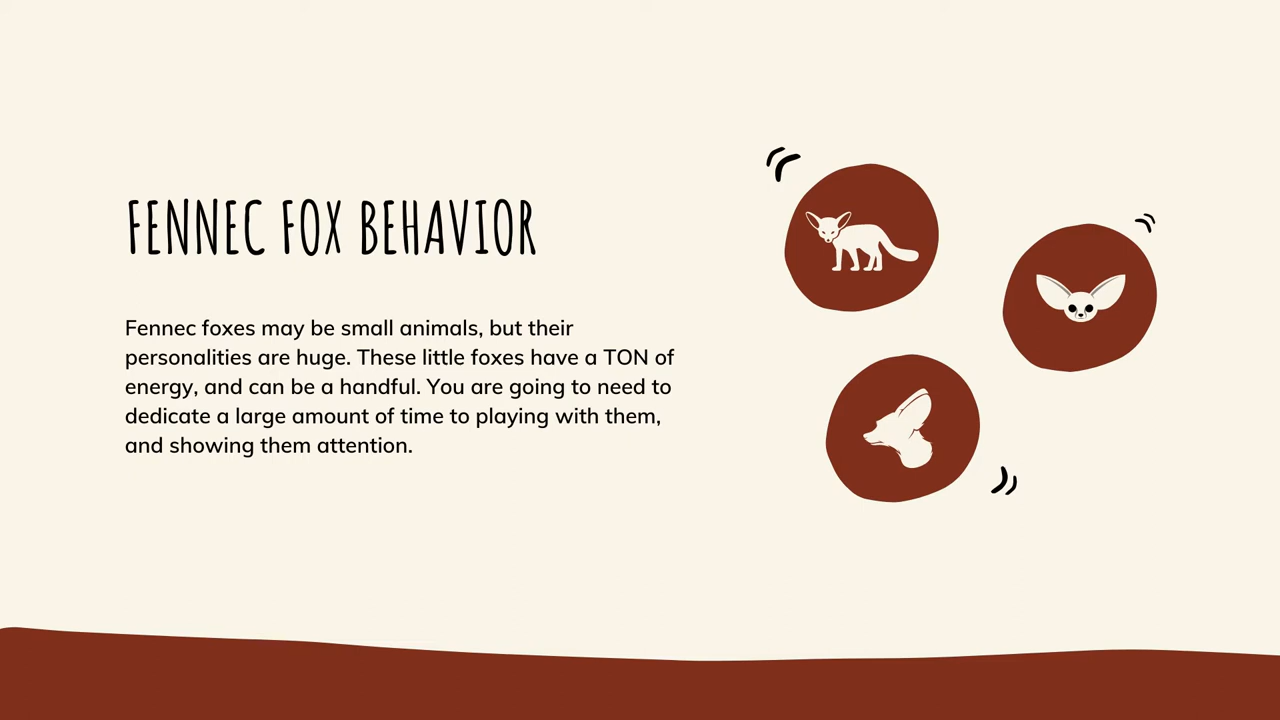 FENNEC FOX BEHAVIOR
Fennec foxes may be small animals, but their
personalities are huge. These little foxes have a TON of
energy, and can be a handful. You are going to need to
dedicate a large amount of time to playing with them,
and showing them attention.